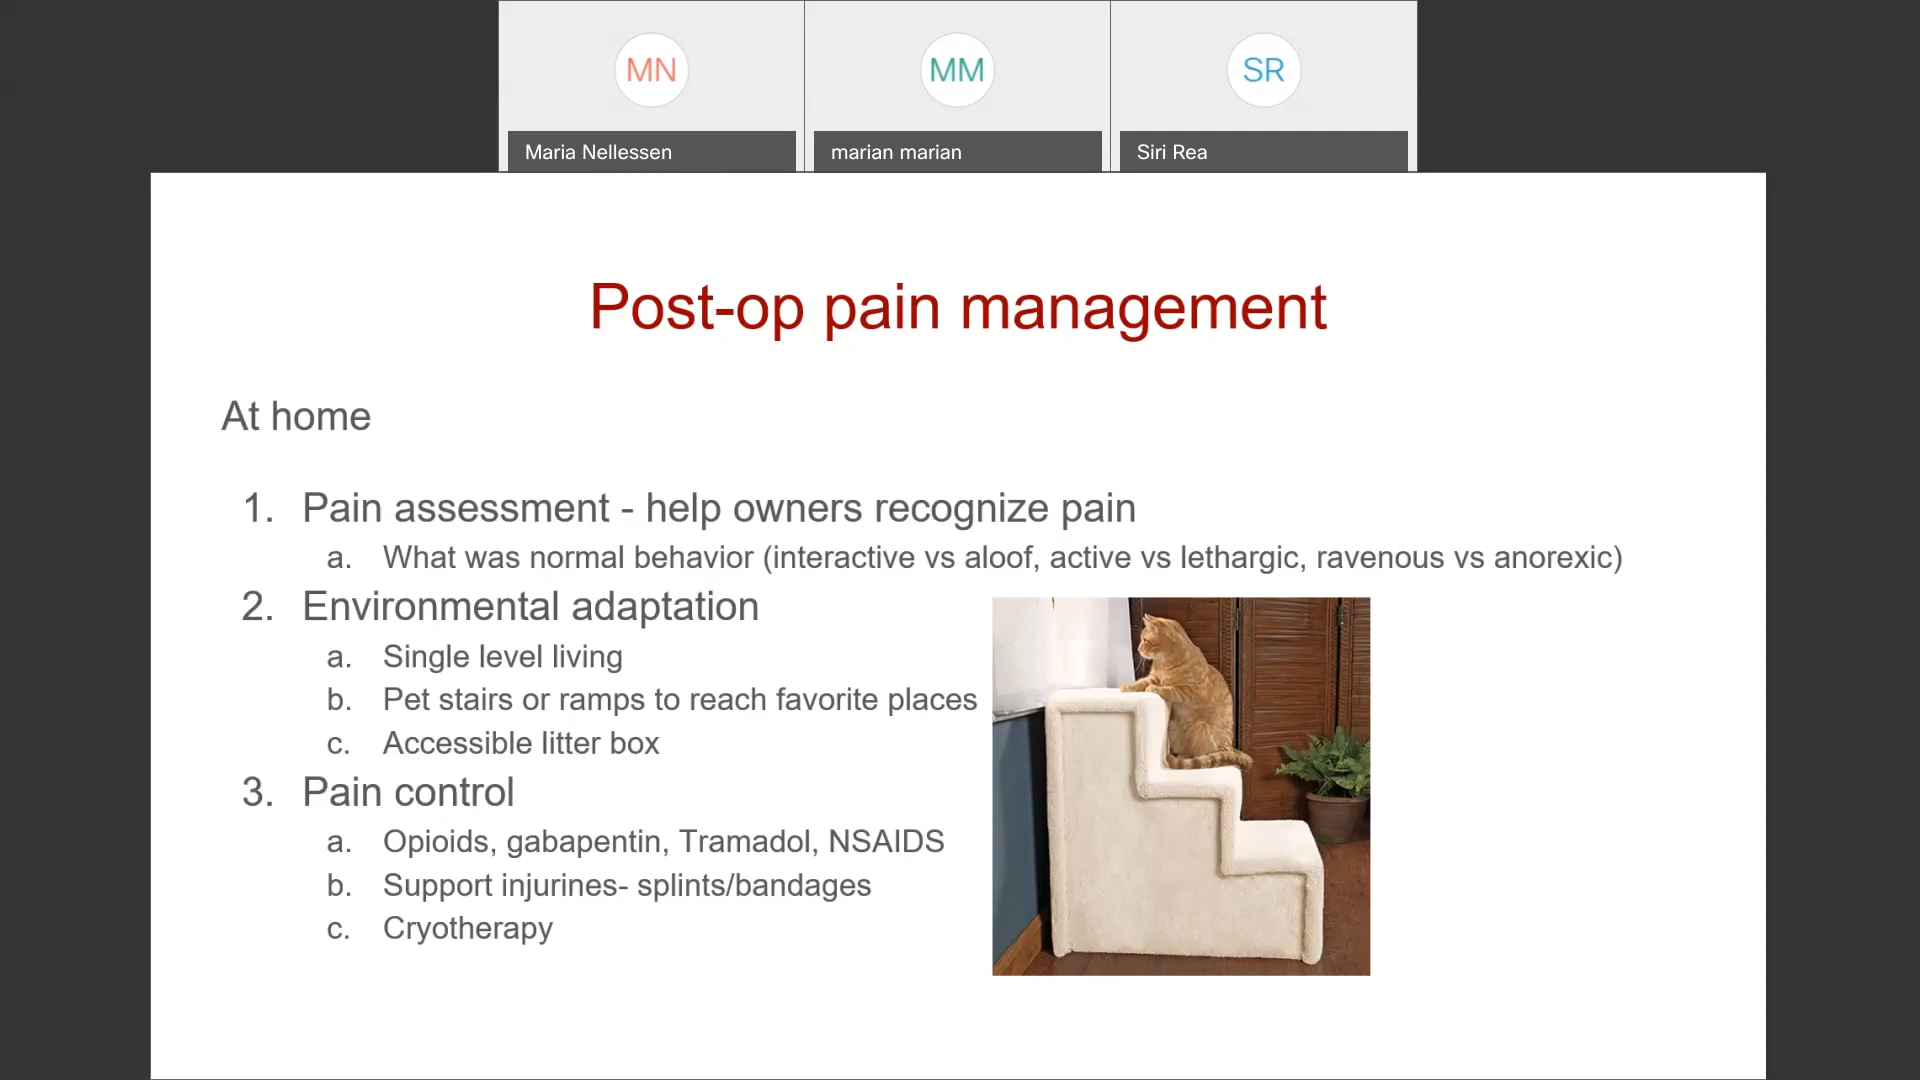 MN
MM
SR
Maria Nellessen
marian marian
Siri Rea
Post-op pain management
At home
1. Pain assessment - help owners recognize pain
a. What was normal behavior (interactive vs aloof, active vs lethargic, ravenous vs anorexic)
2. Environmental adaptation
a. Single level living
b. Pet stairs or ramps to reach favorite places
c. Accessible litter box
3. Pain control
a. Opioids, gabapentin, Tramadol, NSAIDS
b. Support injurines- splints/bandages
c. Cryotherapy